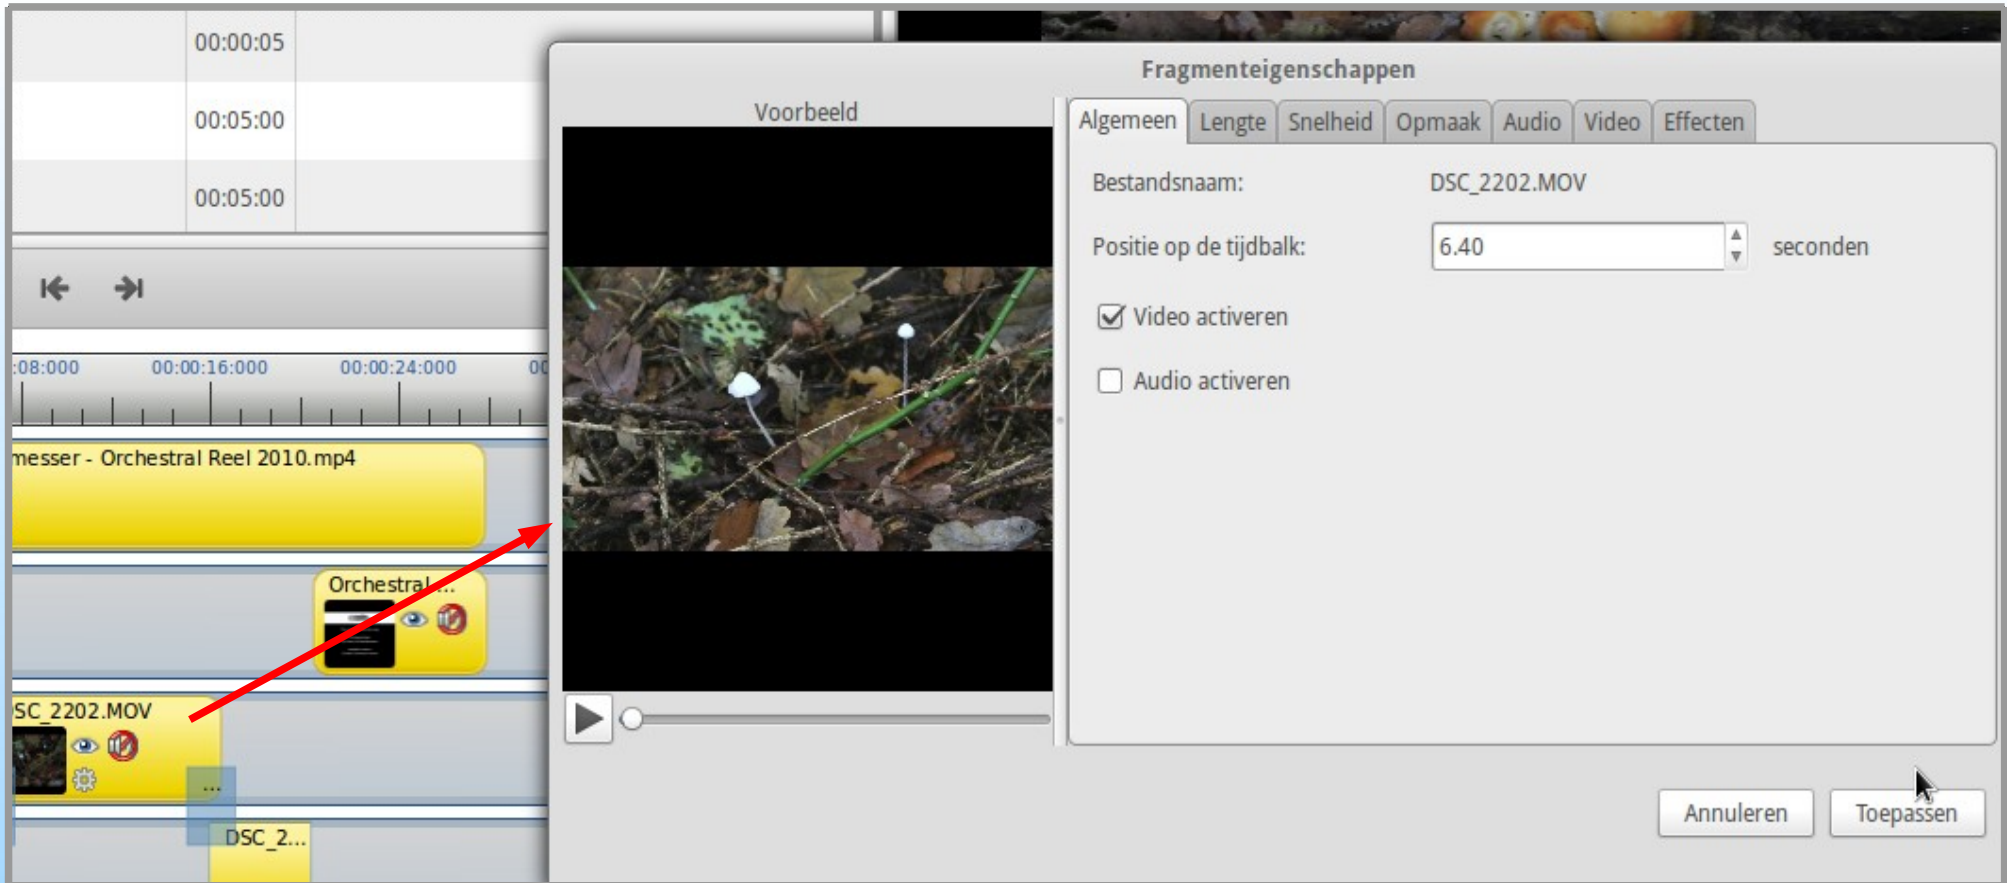 00:00:05
00:05:00
00:05:00
:08:000 00:00:16:000 00:00:24:000 00
messer - Orchestral Reel 2010.mp4
Orchestral ...
SC_2202.MOV
...
DSC_2...
Fragmenteigenschappen
Voorbeeld
Algemeen Lengte Snelheid Opmaak Audio Video Effecten
Bestandsnaam: DSC_2202.MOV
Positie op de tijdbalk: 6.40 seconden
Video activeren
Audio activeren
Annuleren Toepassen